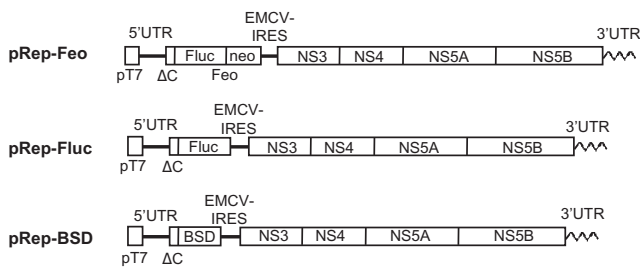 EMCV-
5'UTR IRES 3'UTR
pRep-Feo Fluc neo NS3 NS4 NS5A NS5B
pT7 ΔC Feo
EMCV-
5'UTR IRES 3'UTR
pRep-Fluc Fluc NS3 NS4 NS5A NS5B
pT7 ΔC
EMCV-
5'UTR IRES 3'UTR
pRep-BSD BSD NS3 NS4 NS5A NS5B
pT7 ΔC